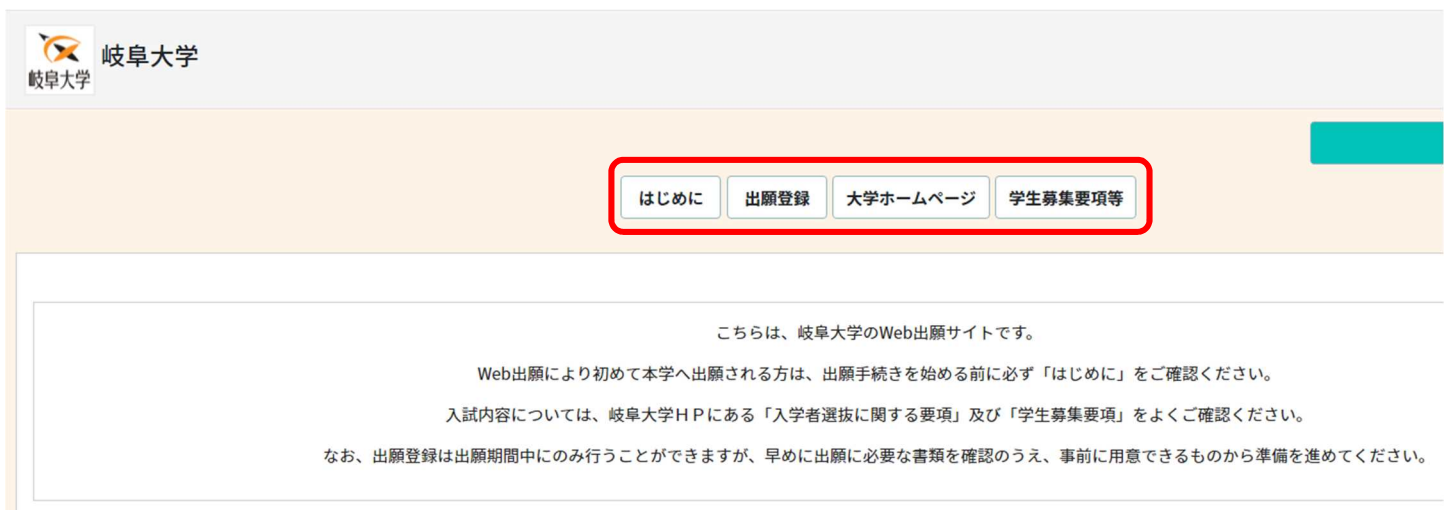 岐阜大学
岐阜大学
はじめに 出願登録 大学ホームページ 学生募集要項等
こちらは、岐阜大学のWeb出願サイトです。
Web出願により初めて本学へ出願される方は、出願手続きを始める前に必ず「はじめに」をご確認ください。
入試内容については、岐阜大学ＨＰにある「入学者選抜に関する要項」及び「学生募集要項」をよくご確認ください。
なお、出願登録は出願期間中にのみ行うことができますが、早めに出願に必要な書類を確認のうえ、事前に用意できるものから準備を進めてください。